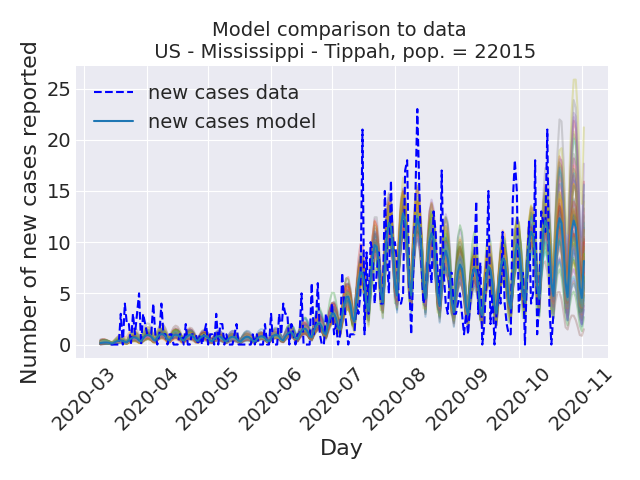 Model comparison to data
US - Mississippi - Tippah, pop. = 22015
Number of new cases reported
25
20
15
10
5
0
new cases data
new cases model
2020-03
2020-04
2020-05
2020-06
2020-07
2020-08
2020-09
2020-10
2020-11
Day